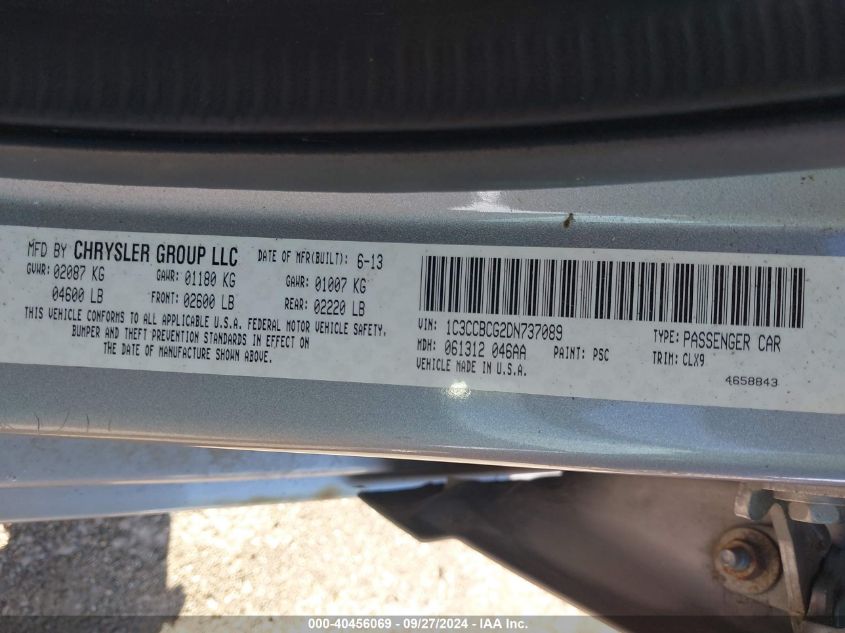 MFD BY CHRYSLER GROUP LLC DATE OF MFR(BUILT): 6-13
GVWR: 02087 KG GAWR: 01180 KG GAWR: 01007 KG
04600 LB FRONT: 02600 LB REAR: 02220 LB
THIS VEHICLE CONFORMS TO ALL APPLICABLE U.S.A. FEDERAL MOTOR VEHICLE SAFETY,
BUMPER AND THEFT PREVENTION STANDARDS IN EFFECT ON
THE DATE OF MANUFACTURE SHOWN ABOVE.
VIN: 1C3CCBCG2DN737089 TYPE: PASSENGER CAR
MDH: 061312 046AA PAINT: PSC TRIM: CLX9
VEHICLE MADE IN U.S.A. 4658843
000-40456069 - 09/27/2024 - IAA Inc.